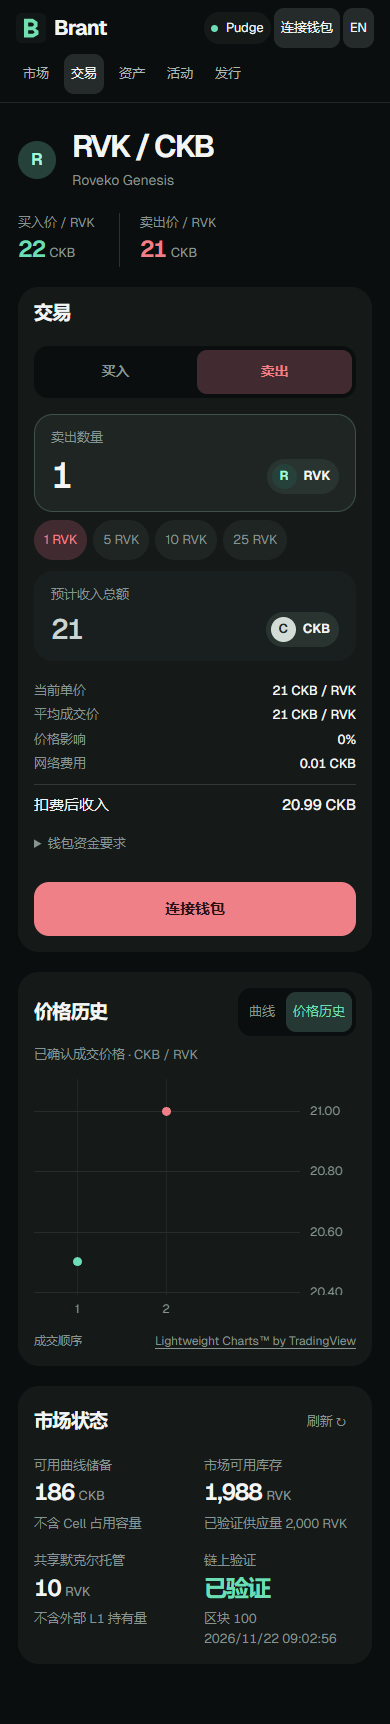 B Brant
Pudge
连接钱包
EN
市场 交易 资产 活动 发行
R
RVK / CKB
Roveko Genesis
买入价 / RVK
22 CKB
卖出价 / RVK
21 CKB
交易
买入 卖出
卖出数量
1
R RVK
1 RVK 5 RVK 10 RVK 25 RVK
预计收入总额
21
C CKB
当前单价 21 CKB / RVK
平均成交价 21 CKB / RVK
价格影响 0%
网络费用 0.01 CKB
扣费后收入 20.99 CKB
▶ 钱包资金要求
连接钱包
价格历史
曲线 价格历史
已确认成交价格 · CKB / RVK
21.00
20.80
20.60
20.40
1 2
成交顺序 Lightweight Charts™ by TradingView
市场状态 刷新 ↻
可用曲线储备
186 CKB
不含 Cell 占用容量
市场可用库存
1,988 RVK
已验证供应量 2,000 RVK
共享默克尔托管
10 RVK
不含外部 L1 持有量
链上验证
已验证
区块 100
2026/11/22 09:02:56